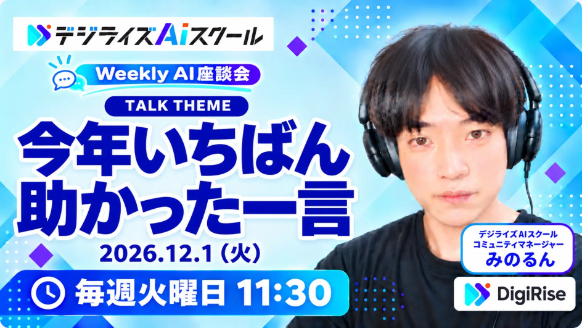 デジライズAiスクール
Weekly AI座談会
TALK THEME
今年いちばん
助かった一言
2026.12.1（火）
毎週火曜日 11:30
デジライズAIスクール
コミュニティマネージャー
みのるん
DigiRise